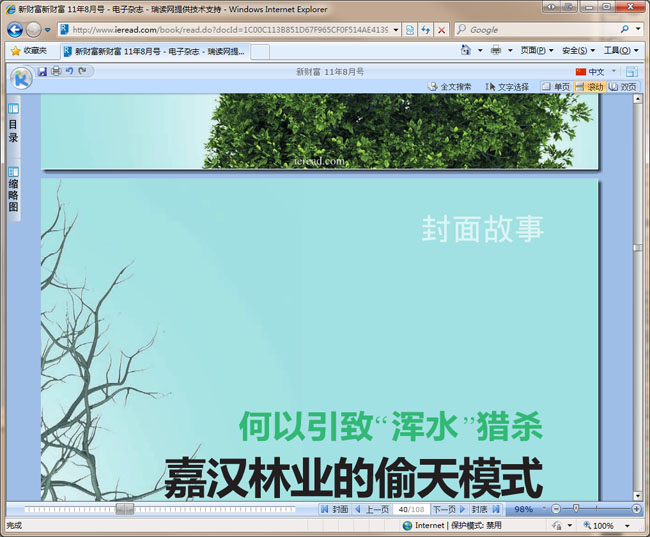 新财富新财富 11年8月号 - 电子杂志 - 瑞读网提供技术支持 - Windows Internet Explorer
http://www.ieread.com/book/read.do?docId=1C00C113B851D67F965CF0F514AE4139
Google
收藏夹
新财富新财富 11年8月号 - 电子杂志 - 瑞读网提...
页面(P)
安全(S)
工具(O)
新财富 11年8月号
中文
全文搜索
文字选择
单页
滚动
双页
目录
缩略图
ieread.com
封面故事
何以引致“浑水”猎杀
嘉汉林业的偷天模式
封面
上一页
40/108
下一页
封底
98%
完成
Internet | 保护模式: 禁用
100%